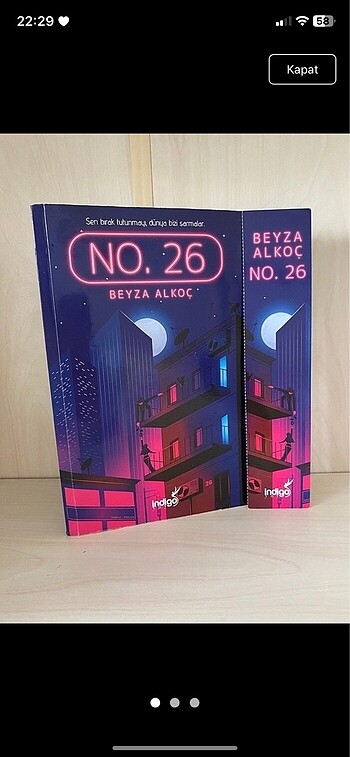 22:29
58
Kapat
Sen bırak tutunmayı, dünya bizi sarmalar.
NO. 26
BEYZA ALKOÇ
26
indigo
BEYZA
ALKOÇ
NO. 26
indigo